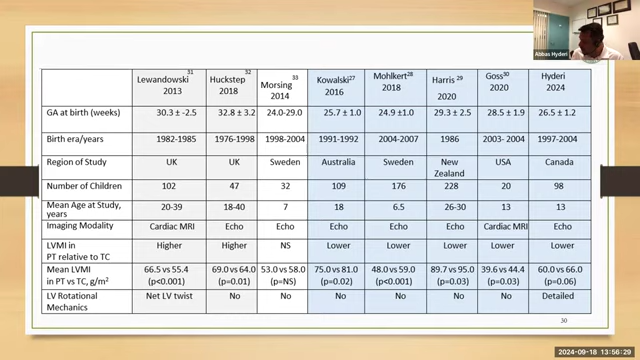 Abbas Hyderi
Lewandowski 31 2013 Huckstep 32 2018 Morsing 33 2014 Kowalski27 2016 Mohlkert28 2018 Harris 29 2020 Goss30 2020 Hyderi 2024
GA at birth (weeks) 30.3 ± -2.5 32.8 ± 3.2 24.0-29.0 25.7 ± 1.0 24.9 ±1.0 29.3 ± 2.5 28.5 ± 1.9 26.5 ± 1.2
Birth era/years 1982-1985 1976-1998 1998-2004 1991-1992 2004-2007 1986 2003- 2004 1997-2004
Region of Study UK UK Sweden Australia Sweden New Zealand USA Canada
Number of Children 102 47 32 109 176 228 20 98
Mean Age at Study, years 20-39 18-40 7 18 6.5 26-30 13 13
Imaging Modality Cardiac MRI Echo Echo Echo Echo Echo Cardiac MRI Echo
LVMI in PT relative to TC Higher Higher NS Lower Lower Lower Lower Lower
Mean LVMI in PT vs TC, g/m2 66.5 vs 55.4 (p<0.001) 69.0 vs 64.0 (p=0.01) 53.0 vs 58.0 (p=NS) 75.0 vs 81.0 (p=0.02) 48.0 vs 59.0 (p<0.001) 89.7 vs 95.0 (p=0.03) 39.6 vs 44.4 (p=0.03) 60.0 vs 66.0 (p=0.06)
LV Rotational Mechanics Net LV twist No No No No No No Detailed
30
2024-09-18 13:56:29